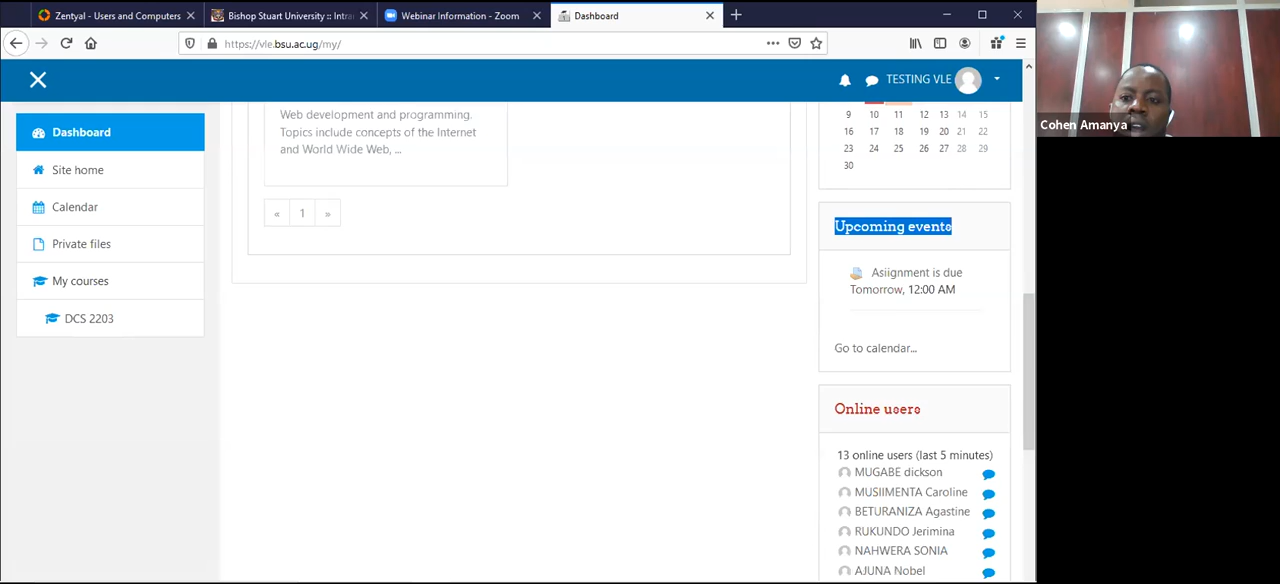 Zentyal - Users and Computers
Bishop Stuart University :: Intra
Webinar Information - Zoom
Dashboard
https://vle.bsu.ac.ug/my/
TESTING VLE
Dashboard
Site home
Calendar
Private files
My courses
DCS 2203
Web development and programming.
Topics include concepts of the Internet
and World Wide Web, ...
« 1 »
9 10 11 12 13 14 15
16 17 18 19 20 21 22
23 24 25 26 27 28 29
30
Upcoming events
Asiignment is due
Tomorrow, 12:00 AM
Go to calendar...
Online users
13 online users (last 5 minutes)
MUGABE dickson
MUSIIMENTA Caroline
BETURANIZA Agastine
RUKUNDO Jerimina
NAHWERA SONIA
AJUNA Nobel
Cohen Amanya